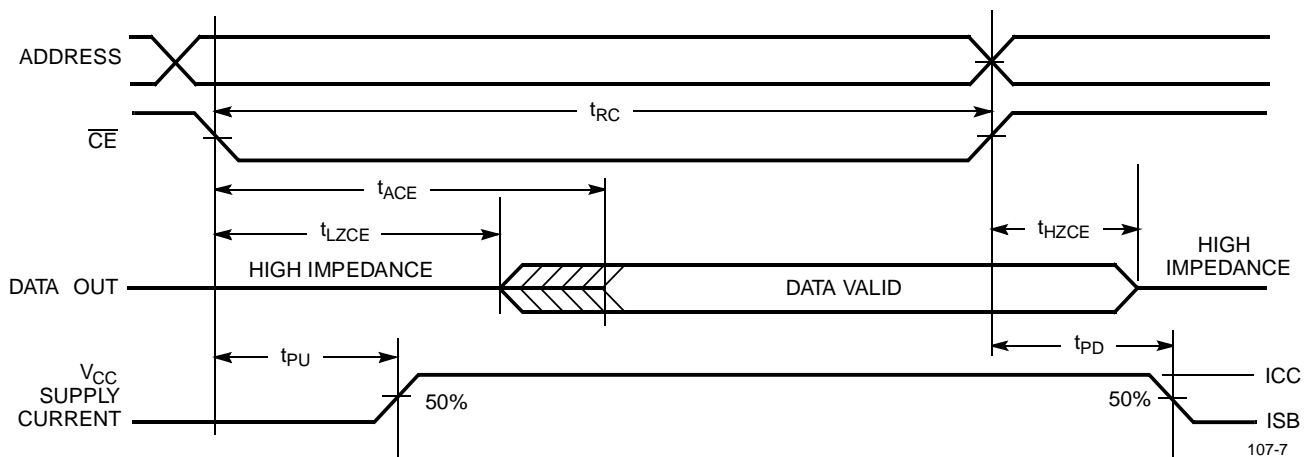 ADDRESS
tRC
CE
tACE
tLZCE
tHZCE
HIGH IMPEDANCE
HIGH
IMPEDANCE
DATA OUT
DATA VALID
tPU
tPD
VCC
SUPPLY
CURRENT
50%
50%
ICC
ISB
107-7